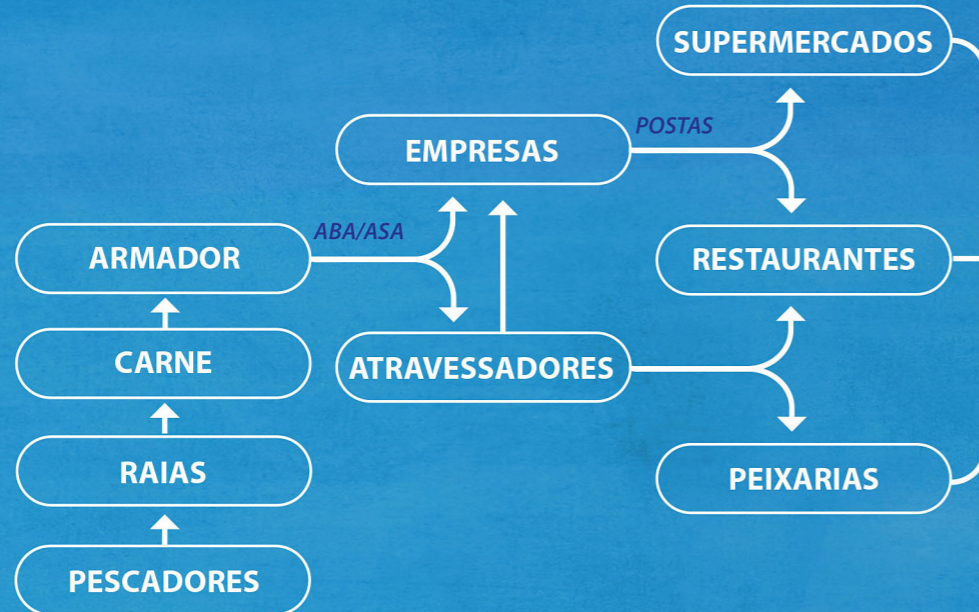 SUPERMERCADOS
POSTAS
EMPRESAS
ABA/ASA
ARMADOR
RESTAURANTES
CARNE
ATRAVESSADORES
RAIAS
PEIXARIAS
PESCADORES